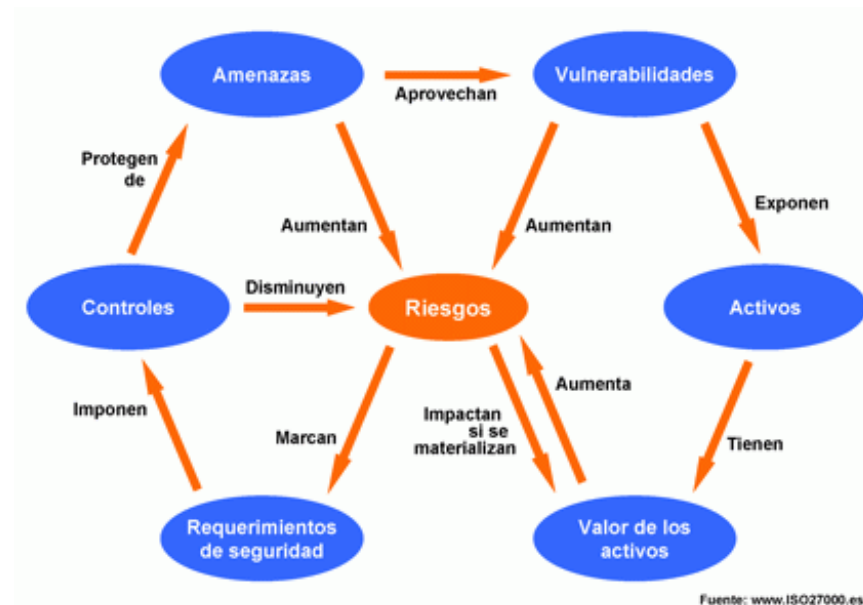 Amenazas
Aprovechan
Vulnerabilidades
Protegen
de
Aumentan
Aumentan
Exponen
Controles
Disminuyen
Riesgos
Activos
Imponen
Marcan
Impactan
si se
materializan
Aumenta
Tienen
Requerimientos
de seguridad
Valor de los
activos
Fuente: www.ISO27000.es